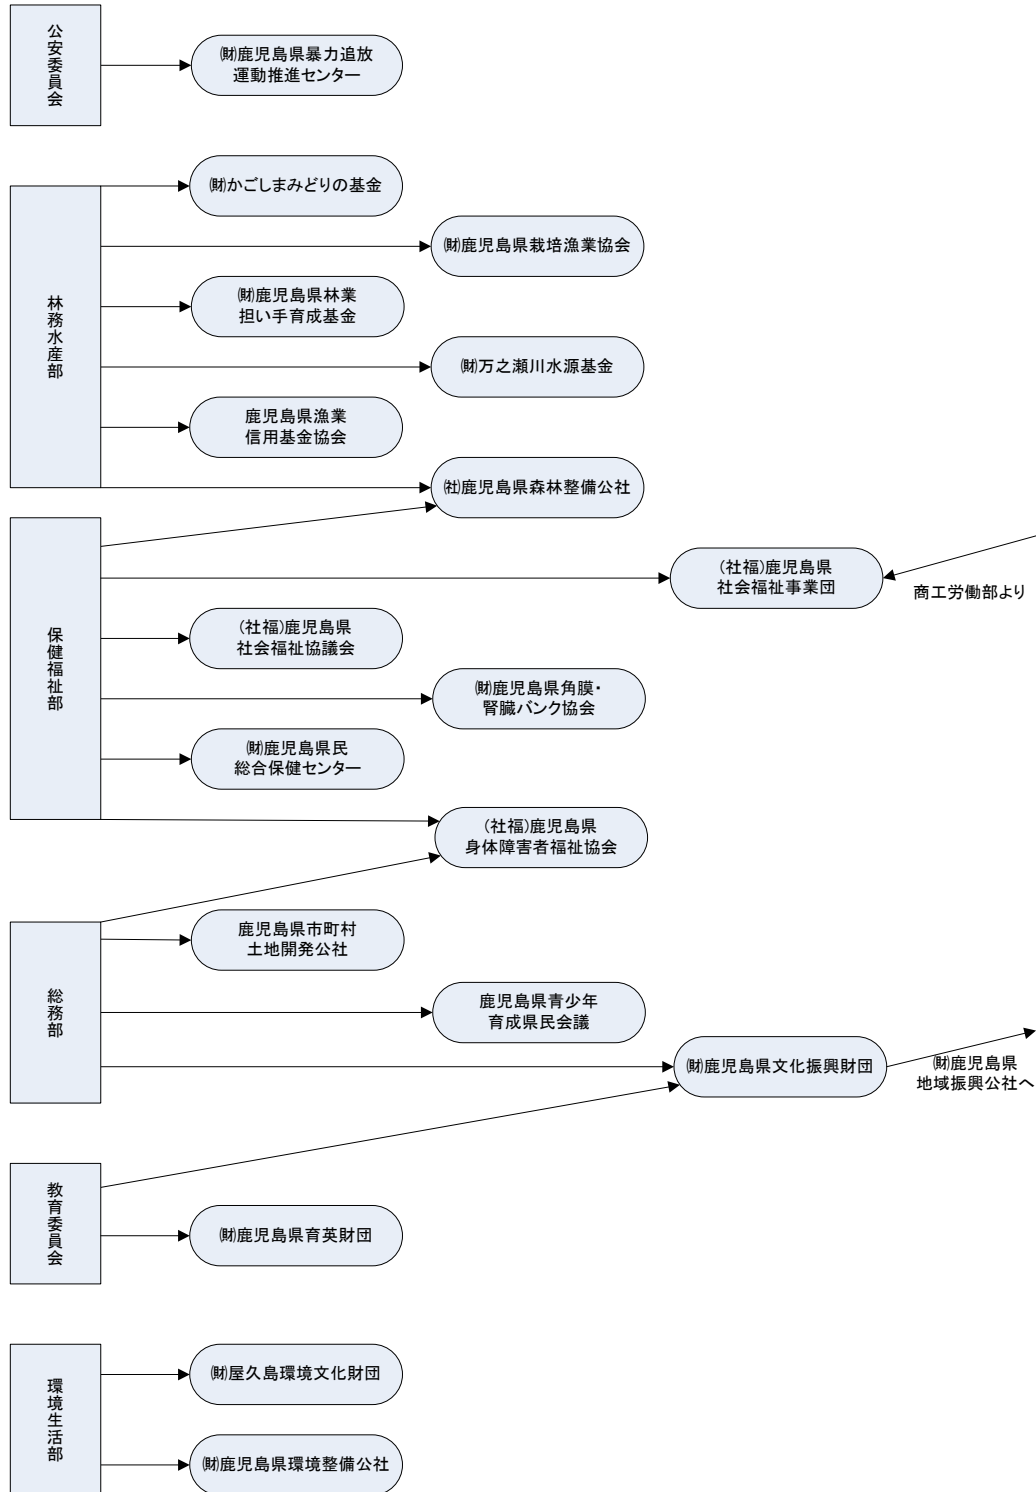 公安委員会
㈶鹿児島県暴力追放
運動推進センター
林務水産部
㈶かごしまみどりの基金
㈶鹿児島県栽培漁業協会
㈶鹿児島県林業
担い手育成基金
㈶万之瀬川水源基金
鹿児島県漁業
信用基金協会
㈳鹿児島県森林整備公社
保健福祉部
(社福)鹿児島県
社会福祉事業団
商工労働部より
(社福)鹿児島県
社会福祉協議会
㈶鹿児島県角膜・
腎臓バンク協会
㈶鹿児島県民
総合保健センター
(社福)鹿児島県
身体障害者福祉協会
総務部
鹿児島県市町村
土地開発公社
鹿児島県青少年
育成県民会議
㈶鹿児島県文化振興財団
㈶鹿児島県
地域振興公社へ
教育委員会
㈶鹿児島県育英財団
環境生活部
㈶屋久島環境文化財団
㈶鹿児島県環境整備公社